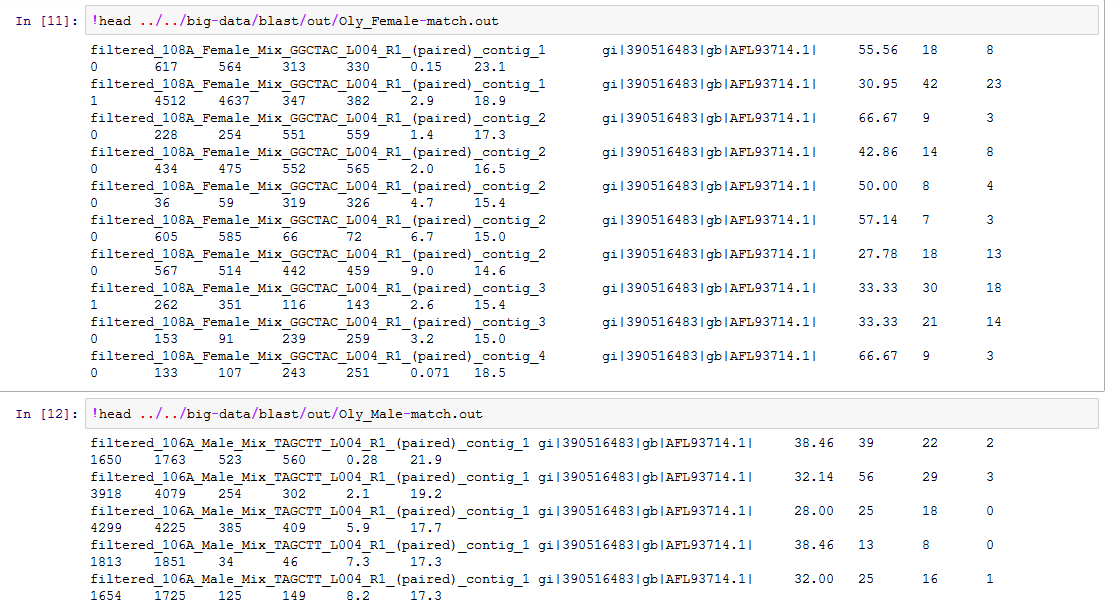 In [11]: !head ../../big-data/blast/out/Oly_Female-match.out
filtered_108A_Female_Mix_GGCTAC_L004_R1_(paired)_contig_1 gi|390516483|gb|AFL93714.1| 55.56 18 8
0 617 564 313 330 0.15 23.1
filtered_108A_Female_Mix_GGCTAC_L004_R1_(paired)_contig_1 gi|390516483|gb|AFL93714.1| 30.95 42 23
1 4512 4637 347 382 2.9 18.9
filtered_108A_Female_Mix_GGCTAC_L004_R1_(paired)_contig_2 gi|390516483|gb|AFL93714.1| 66.67 9 3
0 228 254 551 559 1.4 17.3
filtered_108A_Female_Mix_GGCTAC_L004_R1_(paired)_contig_2 gi|390516483|gb|AFL93714.1| 42.86 14 8
0 434 475 552 565 2.0 16.5
filtered_108A_Female_Mix_GGCTAC_L004_R1_(paired)_contig_2 gi|390516483|gb|AFL93714.1| 50.00 8 4
0 36 59 319 326 4.7 15.4
filtered_108A_Female_Mix_GGCTAC_L004_R1_(paired)_contig_2 gi|390516483|gb|AFL93714.1| 57.14 7 3
0 605 585 66 72 6.7 15.0
filtered_108A_Female_Mix_GGCTAC_L004_R1_(paired)_contig_2 gi|390516483|gb|AFL93714.1| 27.78 18 13
0 567 514 442 459 9.0 14.6
filtered_108A_Female_Mix_GGCTAC_L004_R1_(paired)_contig_3 gi|390516483|gb|AFL93714.1| 33.33 30 18
1 262 351 116 143 2.6 15.4
filtered_108A_Female_Mix_GGCTAC_L004_R1_(paired)_contig_3 gi|390516483|gb|AFL93714.1| 33.33 21 14
0 153 91 239 259 3.2 15.0
filtered_108A_Female_Mix_GGCTAC_L004_R1_(paired)_contig_4 gi|390516483|gb|AFL93714.1| 66.67 9 3
0 133 107 243 251 0.071 18.5
In [12]: !head ../../big-data/blast/out/Oly_Male-match.out
filtered_106A_Male_Mix_TAGCTT_L004_R1_(paired)_contig_1 gi|390516483|gb|AFL93714.1| 38.46 39 22 2
1650 1763 523 560 0.28 21.9
filtered_106A_Male_Mix_TAGCTT_L004_R1_(paired)_contig_1 gi|390516483|gb|AFL93714.1| 32.14 56 29 3
3918 4079 254 302 2.1 19.2
filtered_106A_Male_Mix_TAGCTT_L004_R1_(paired)_contig_1 gi|390516483|gb|AFL93714.1| 28.00 25 18 0
4299 4225 385 409 5.9 17.7
filtered_106A_Male_Mix_TAGCTT_L004_R1_(paired)_contig_1 gi|390516483|gb|AFL93714.1| 38.46 13 8 0
1813 1851 34 46 7.3 17.3
filtered_106A_Male_Mix_TAGCTT_L004_R1_(paired)_contig_1 gi|390516483|gb|AFL93714.1| 32.00 25 16 1
1654 1725 125 149 8.2 17.3